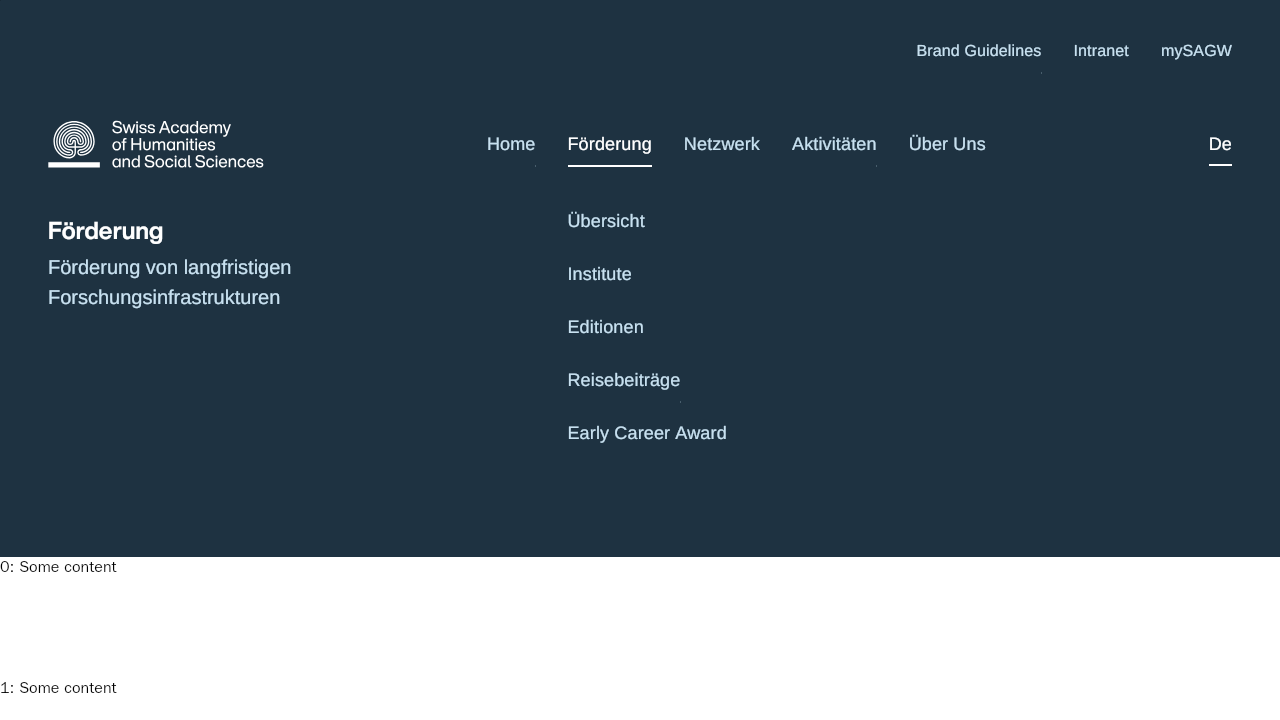 Brand Guidelines Intranet mySAGW
Swiss Academy
of Humanities
and Social Sciences
Home Förderung Netzwerk Aktivitäten Über Uns De
Förderung
Förderung von langfristigen
Forschungsinfrastrukturen
Übersicht
Institute
Editionen
Reisebeiträge
Early Career Award
0: Some content
1: Some content